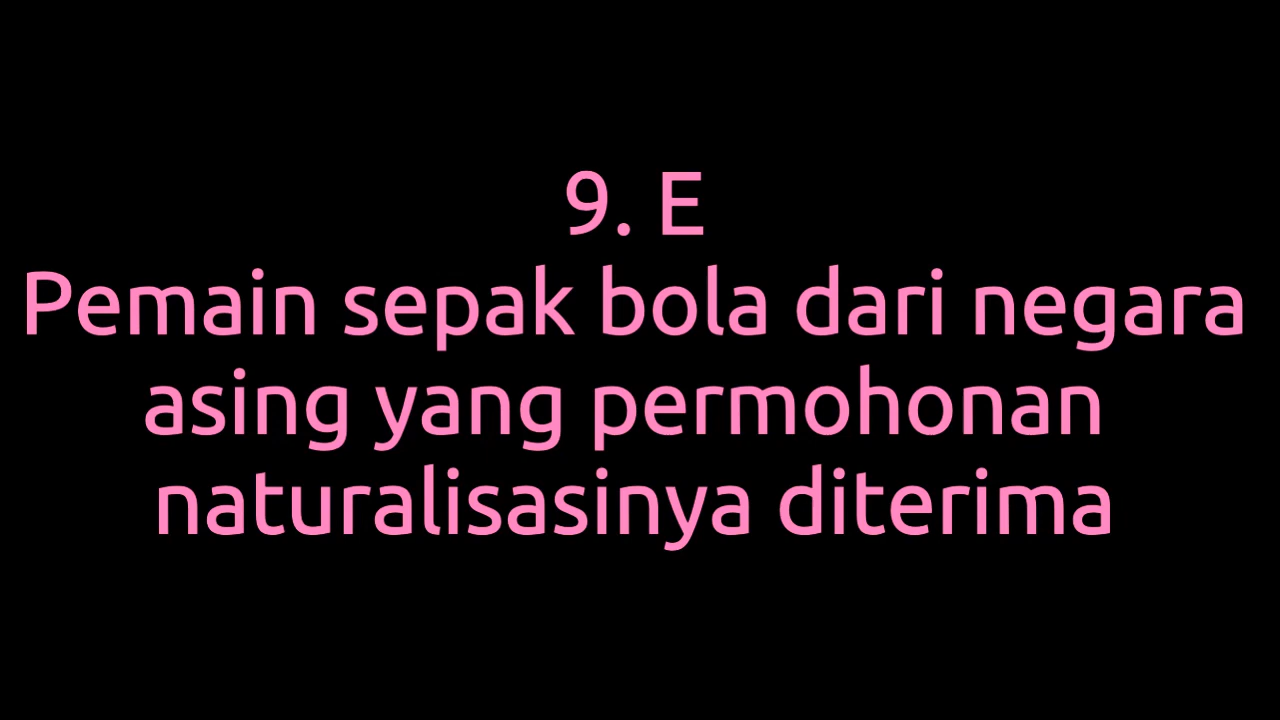 9. E
Pemain sepak bola dari negara
asing yang permohonan
naturalisasinya diterima